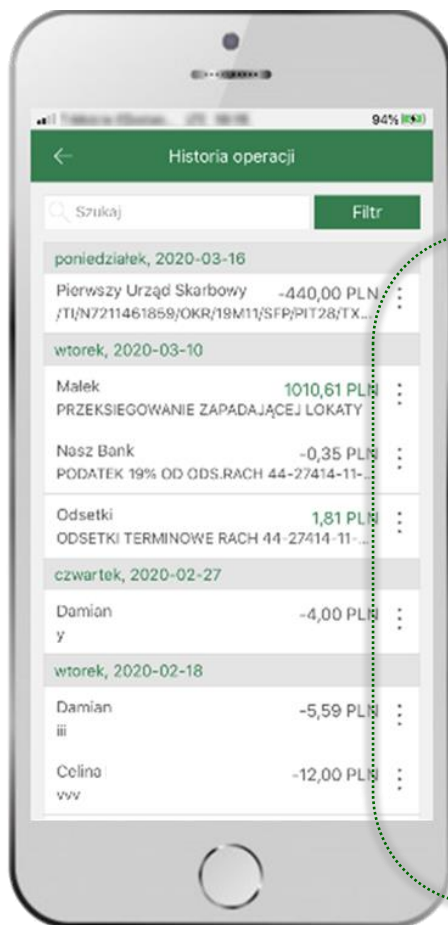 94%
Historia operacji
Szukaj
Filtr
poniedziałek, 2020-03-16
Pierwszy Urząd Skarbowy -440,00 PLN
/TI/N7211461859/OKR/19M11/SFP/PIT28/TX...
wtorek, 2020-03-10
Małek 1010,61 PLN
PRZEKSIEGOWANIE ZAPADAJĄCEJ LOKATY
Nasz Bank -0,35 PLN
PODATEK 19% OD ODS.RACH 44-27414-11-...
Odsetki 1,81 PLN
ODSETKI TERMINOWE RACH 44-27414-11-...
czwartek, 2020-02-27
Damian -4,00 PLN
y
wtorek, 2020-02-18
Damian -5,59 PLN
iii
Celina -12,00 PLN
vvv